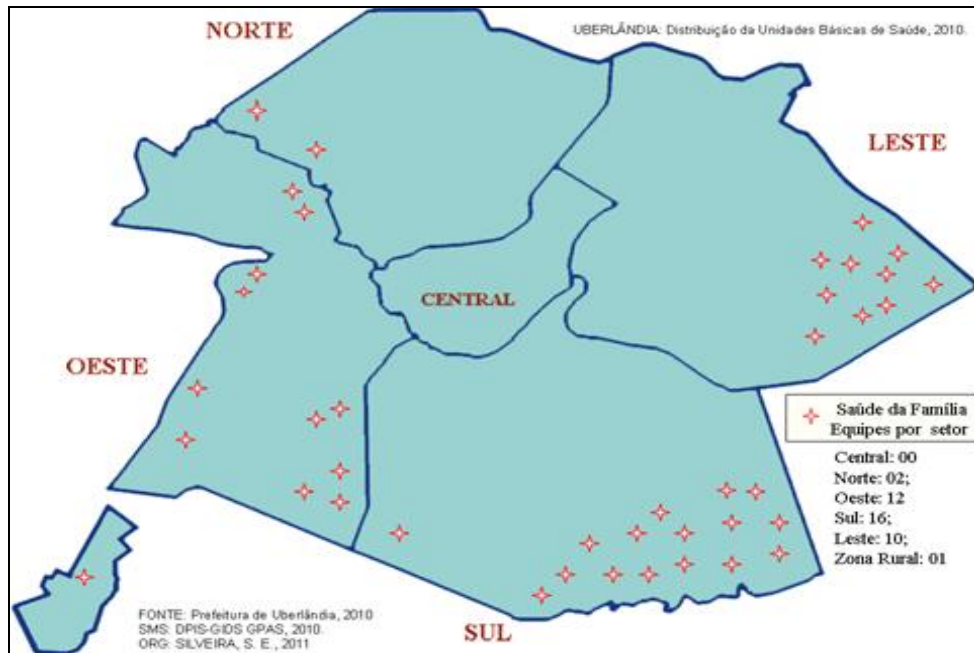 NORTE
UBERLÂNDIA: Distribuição da Unidades Básicas de Saúde, 2010.
LESTE
CENTRAL
OESTE
Saúde da Família
Equipes por setor
Central: 00
Norte: 02;
Oeste: 12
Sul: 16;
Leste: 10;
Zona Rural: 01
FONTE: Prefeitura de Uberlândia, 2010
SMS: DPIS-GIDS GPAS, 2010.
ORG: SILVEIRA, S. E., 2011
SUL